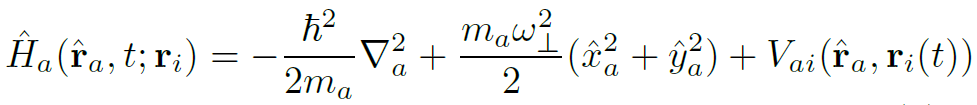 $\hat{H}_a(\hat{\mathbf{r}}_a, t; \mathbf{r}_i) = -\frac{\hbar^2}{2m_a}\nabla_a^2 + \frac{m_a\omega_\perp^2}{2}(\hat{x}_a^2 + \hat{y}_a^2) + V_{ai}(\hat{\mathbf{r}}_a, \mathbf{r}_i(t))$